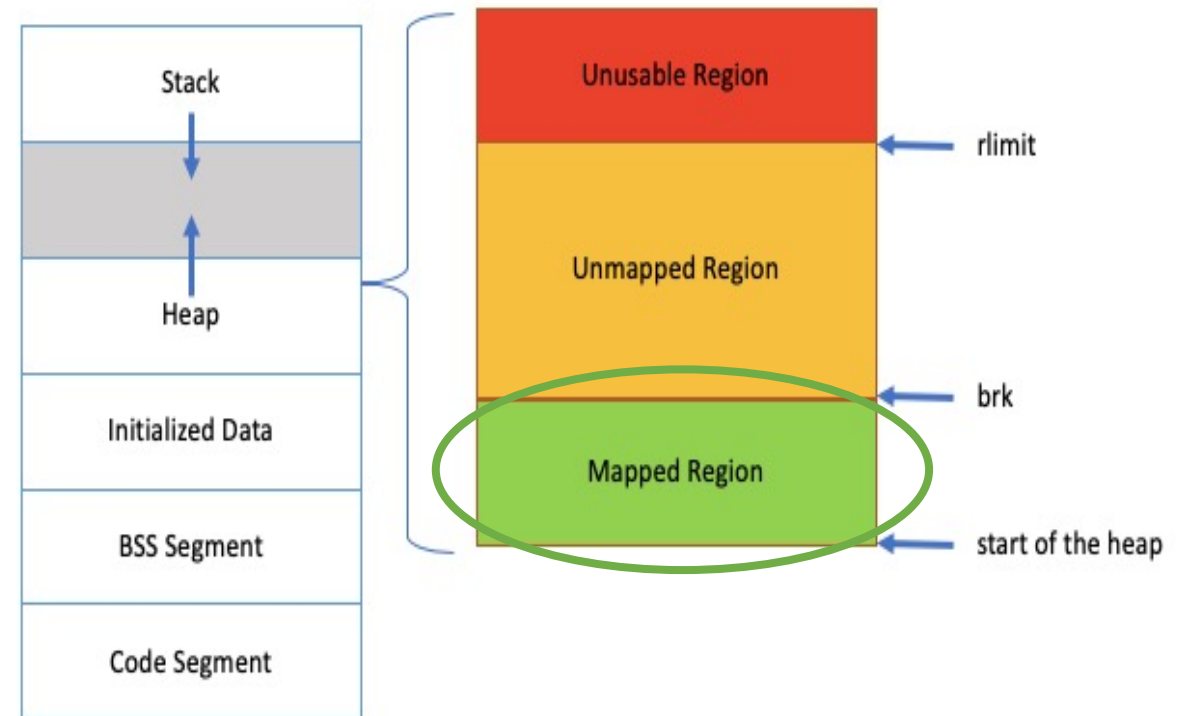 Stack
Heap
Initialized Data
BSS Segment
Code Segment
Unusable Region
rlimit
Unmapped Region
brk
Mapped Region
start of the heap